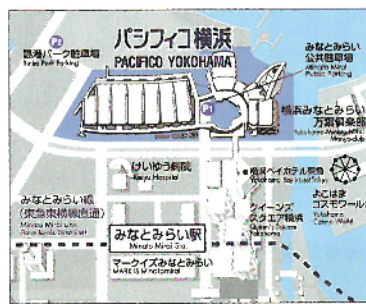 パシフィコ横浜
PACIFICO YOKOHAMA
臨港パーク駐車場
Rinko Park Parking
みなとみらい
公共駐車場
Minato Mirai
Public Parking
横浜みなとみらい
万葉倶楽部
けいゆう病院
Keiyu Hospital
横浜ベイホテル東急
Yokohama Bay Hotel Tokyu
よこはま
コスモワールド
Yokohama
Cosmo World
みなとみらい線
(東急東横線直通)
Minato Mirai Line
クイーンズ
スクエア横浜
Queen's Square
Yokohama
みなとみらい駅
Minato Mirai Sta.
マークイズみなとみらい
MARK IS Minatomirai